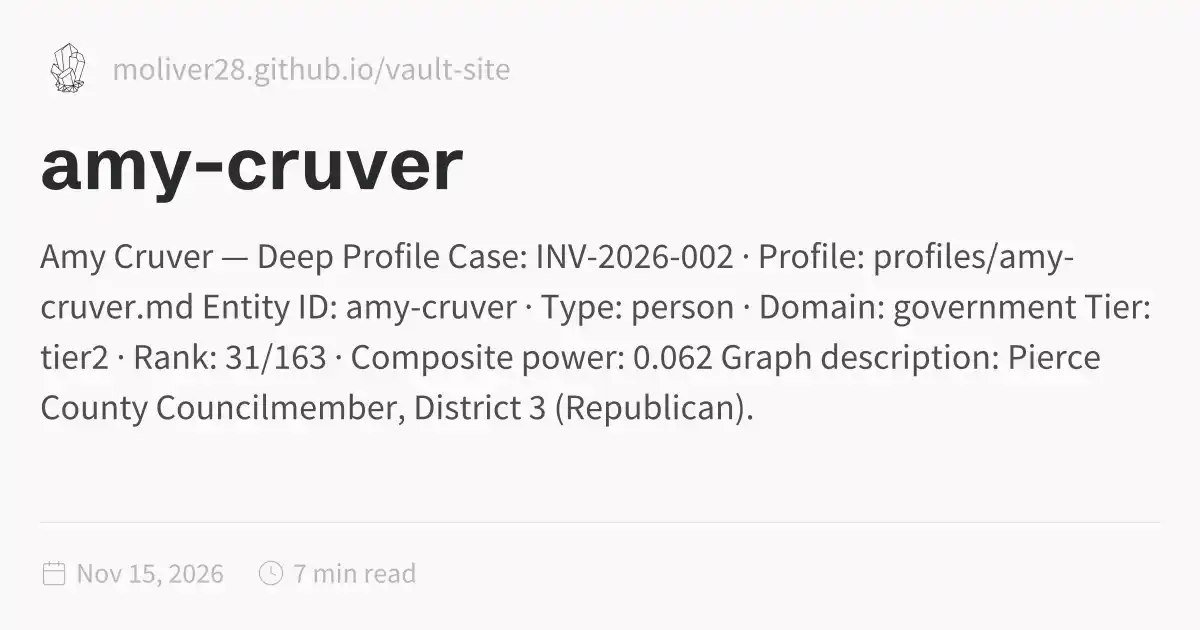 moliver28.github.io/vault-site
amy-cruver
Amy Cruver — Deep Profile Case: INV-2026-002 · Profile: profiles/amy-
cruver.md Entity ID: amy-cruver · Type: person · Domain: government Tier:
tier2 · Rank: 31/163 · Composite power: 0.062 Graph description: Pierce
County Councilmember, District 3 (Republican).
Nov 15, 2026 7 min read